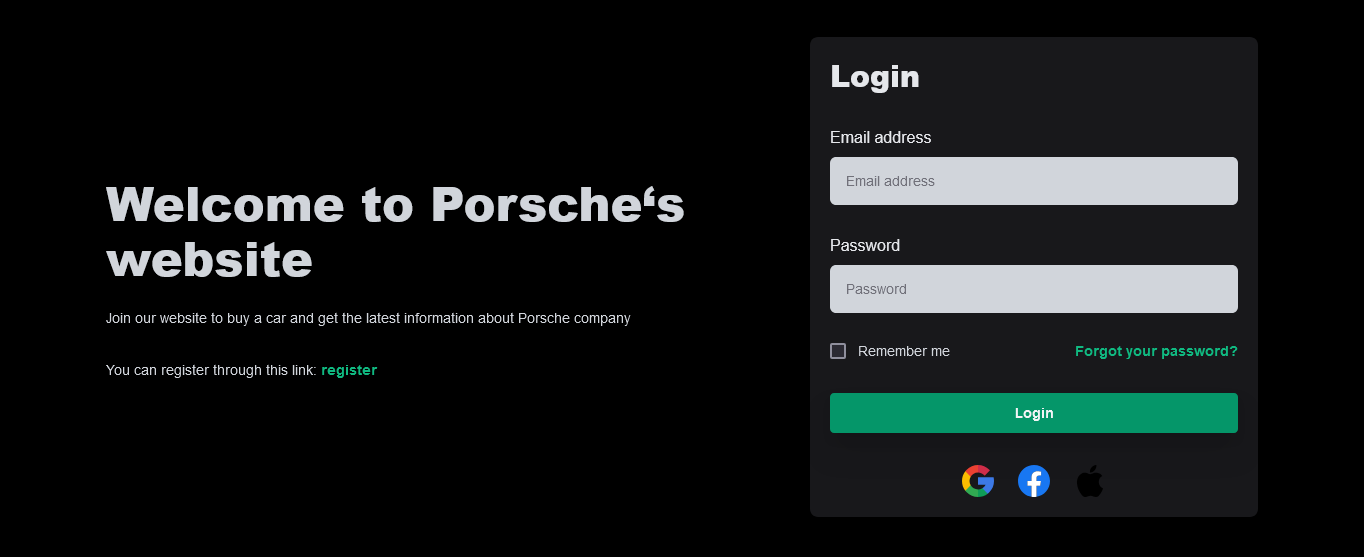 Welcome to Porsche‘s
website
Join our website to buy a car and get the latest information about Porsche company
You can register through this link: register
Login
Email address
Email address
Password
Password
Remember me
Forgot your password?
Login